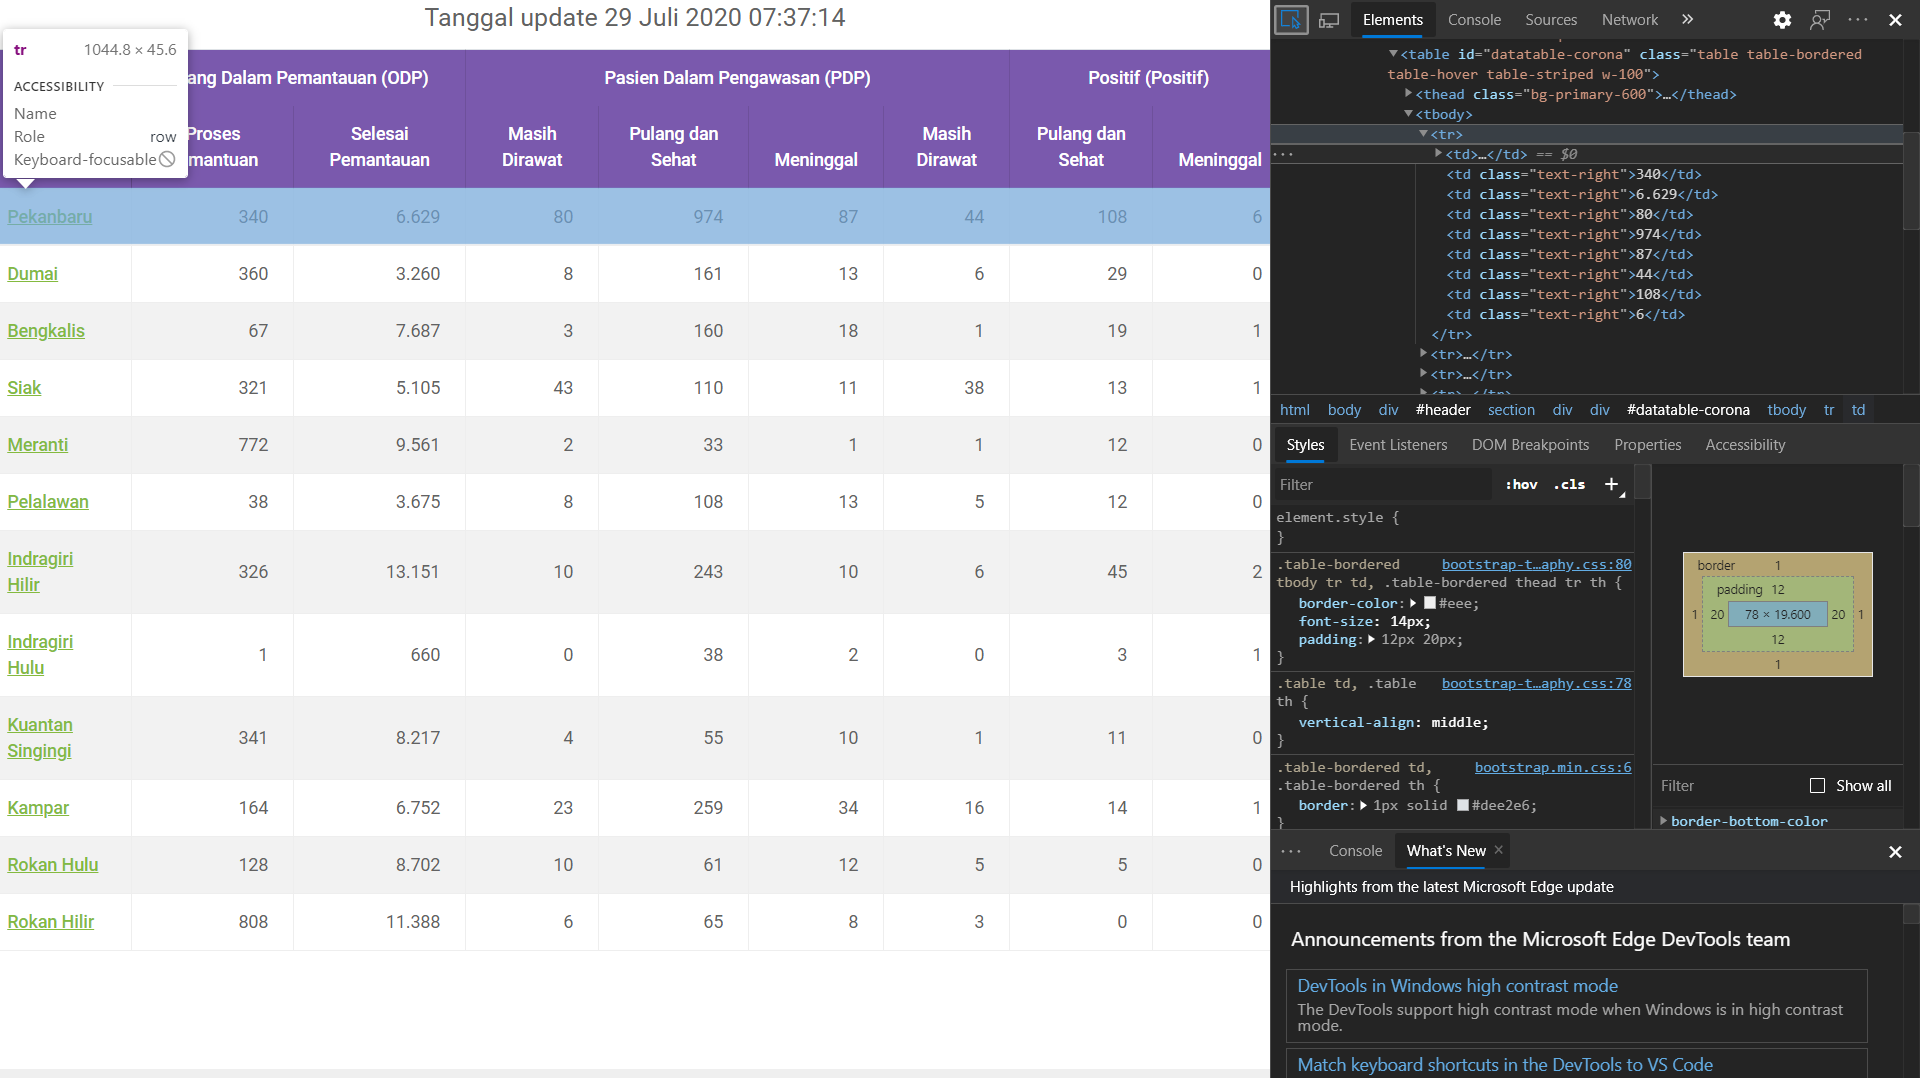 Tanggal update 29 Juli 2020 07:37:14
tr 1044.8 × 45.6
ACCESSIBILITY
Name
Role row
Keyboard-focusable
ang Dalam Pemantauan (ODP) Pasien Dalam Pengawasan (PDP) Positif (Positif)
Proses Selesai Masih Pulang dan Masih Pulang dan
mantuan Pemantauan Dirawat Sehat Meninggal Dirawat Sehat Meninggal
Pekanbaru 340 6.629 80 974 87 44 108 6
Dumai 360 3.260 8 161 13 6 29 0
Bengkalis 67 7.687 3 160 18 1 19 1
Siak 321 5.105 43 110 11 38 13 1
Meranti 772 9.561 2 33 1 1 12 0
Pelalawan 38 3.675 8 108 13 5 12 0
Indragiri
Hilir 326 13.151 10 243 10 6 45 2
Indragiri
Hulu 1 660 0 38 2 0 3 1
Kuantan
Singingi 341 8.217 4 55 10 1 11 0
Kampar 164 6.752 23 259 34 16 14 1
Rokan Hulu 128 8.702 10 61 12 5 5 0
Rokan Hilir 808 11.388 6 65 8 3 0 0
Elements Console Sources Network
<table id="datatable-corona" class="table table-bordered
table-hover table-striped w-100">
<thead class="bg-primary-600">…</thead>
<tbody>
<tr>
<td>…</td> == $0
<td class="text-right">340</td>
<td class="text-right">6.629</td>
<td class="text-right">80</td>
<td class="text-right">974</td>
<td class="text-right">87</td>
<td class="text-right">44</td>
<td class="text-right">108</td>
<td class="text-right">6</td>
</tr>
<tr>…</tr>
<tr>…</tr>
html body div #header section div div #datatable-corona tbody tr td
Styles Event Listeners DOM Breakpoints Properties Accessibility
Filter :hov .cls +
element.style {
}
.table-bordered bootstrap-t…aphy.css:80
tbody tr td, .table-bordered thead tr th {
border-color: #eee;
font-size: 14px;
padding: 12px 20px;
}
.table td, .table bootstrap-t…aphy.css:78
th {
vertical-align: middle;
}
.table-bordered td, bootstrap.min.css:6
.table-bordered th {
border: 1px solid #dee2e6;
}
border 1
padding 12
1 20 78 × 19.600 20 1
12
1
Filter Show all
border-bottom-color
Console What's New
Highlights from the latest Microsoft Edge update
Announcements from the Microsoft Edge DevTools team
DevTools in Windows high contrast mode
The DevTools support high contrast mode when Windows is in high contrast
mode.
Match keyboard shortcuts in the DevTools to VS Code